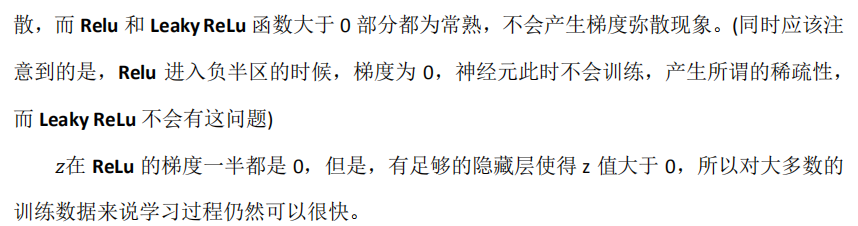 散，而 Relu 和 Leaky ReLu 函数大于 0 部分都为常熟，不会产生梯度弥散现象。(同时应该注
意到的是，Relu 进入负半区的时候，梯度为 0，神经元此时不会训练，产生所谓的稀疏性，
而 Leaky ReLu 不会有这问题)
z在 ReLu 的梯度一半都是 0，但是，有足够的隐藏层使得 z 值大于 0，所以对大多数的
训练数据来说学习过程仍然可以很快。